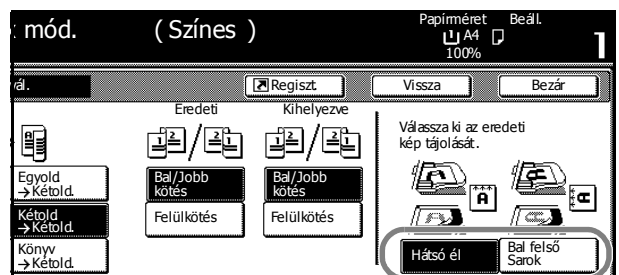 mód. (Színes )
Papírméret Beáll.
A4
100%
1
vál.
Regiszt.
Vissza
Bezár
Eredeti
Kihelyezve
Válassza ki az eredeti
kép tájolását.
Egyold
→Kétold.
Bal/Jobb
kötés
Bal/Jobb
kötés
Kétold
→Kétold.
Felülkötés
Felülkötés
Könyv
→Kétold.
Hátsó él
Bal felső
Sarok